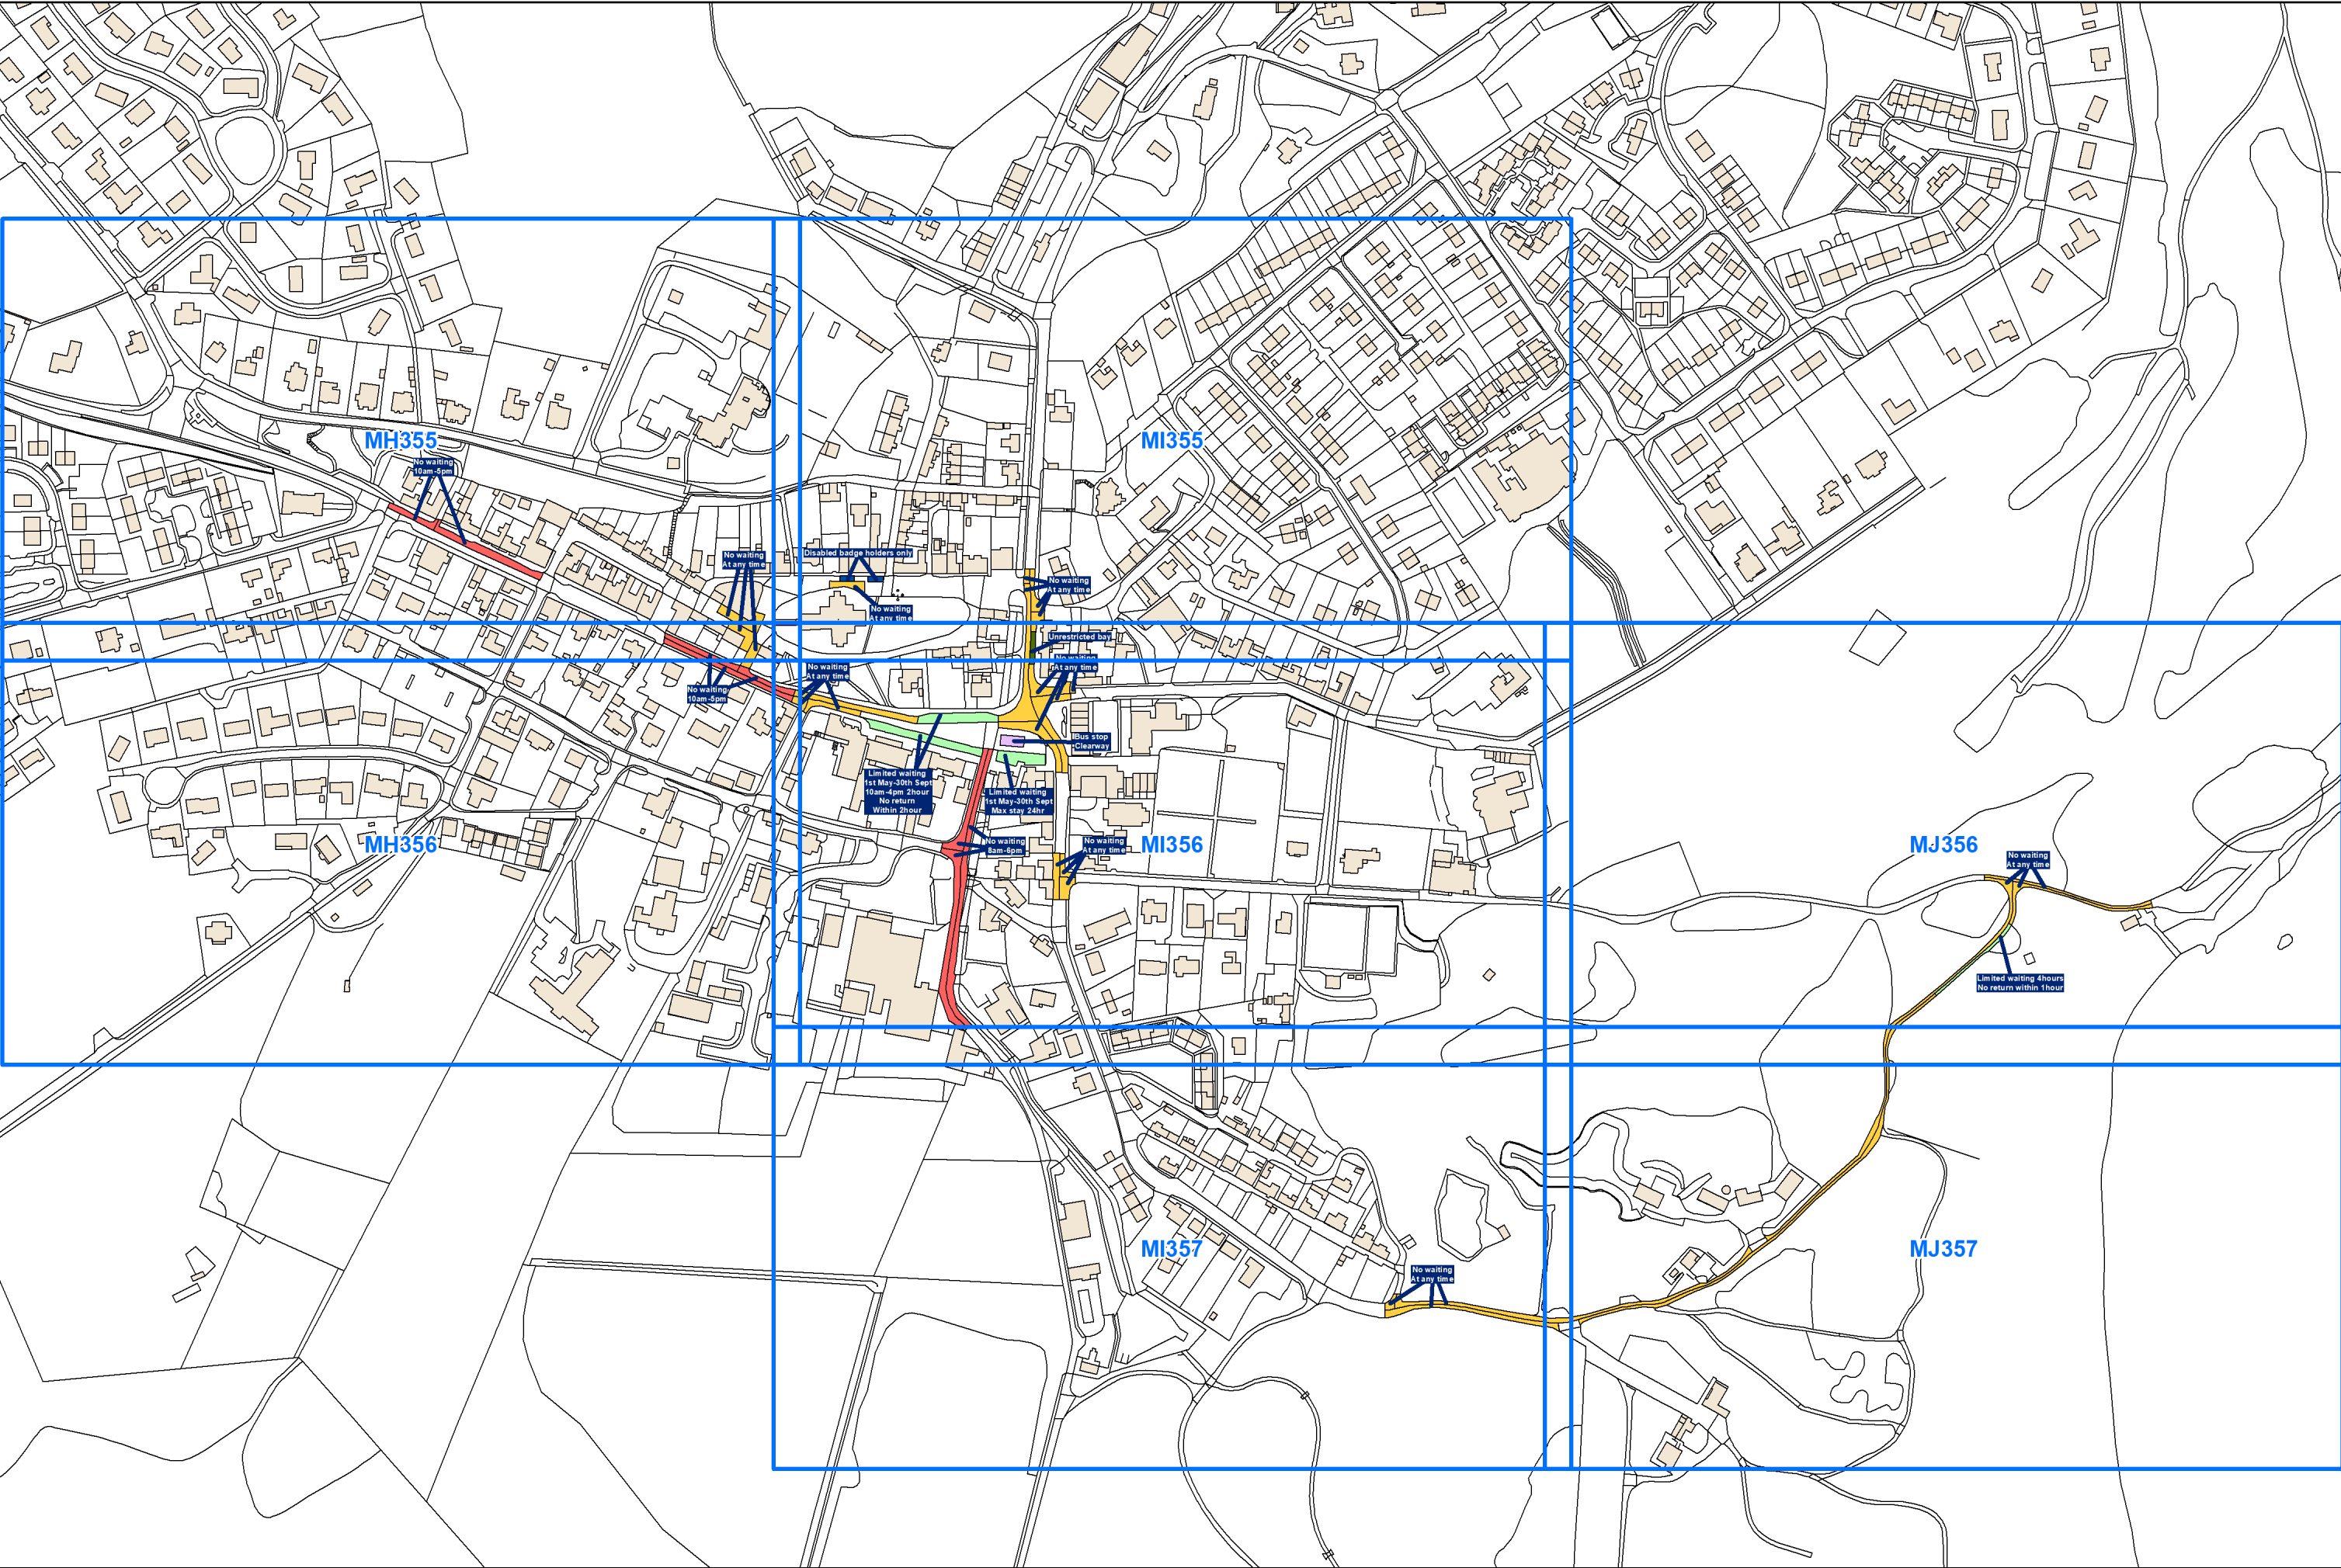 MH355
MI355
No waiting
10am-5pm
No waiting
At any time
Disabled badge holders only
No waiting
At any time
No waiting
At any time
Unrestricted bay
No waiting
At any time
No waiting
At any time
No waiting
10am-5pm
Bus stop
Clearway
Limited waiting
1st May-30th Sept
10am-4pm 2hour
No return
Within 2hour
Limited waiting
1st May-30th Sept
Max stay 24hr
MH356
No waiting
8am-6pm
No waiting
At any time
MI356
MJ356
No waiting
At any time
Limited waiting 4hours
No return within 1hour
MI357
MJ357
No waiting
At any time